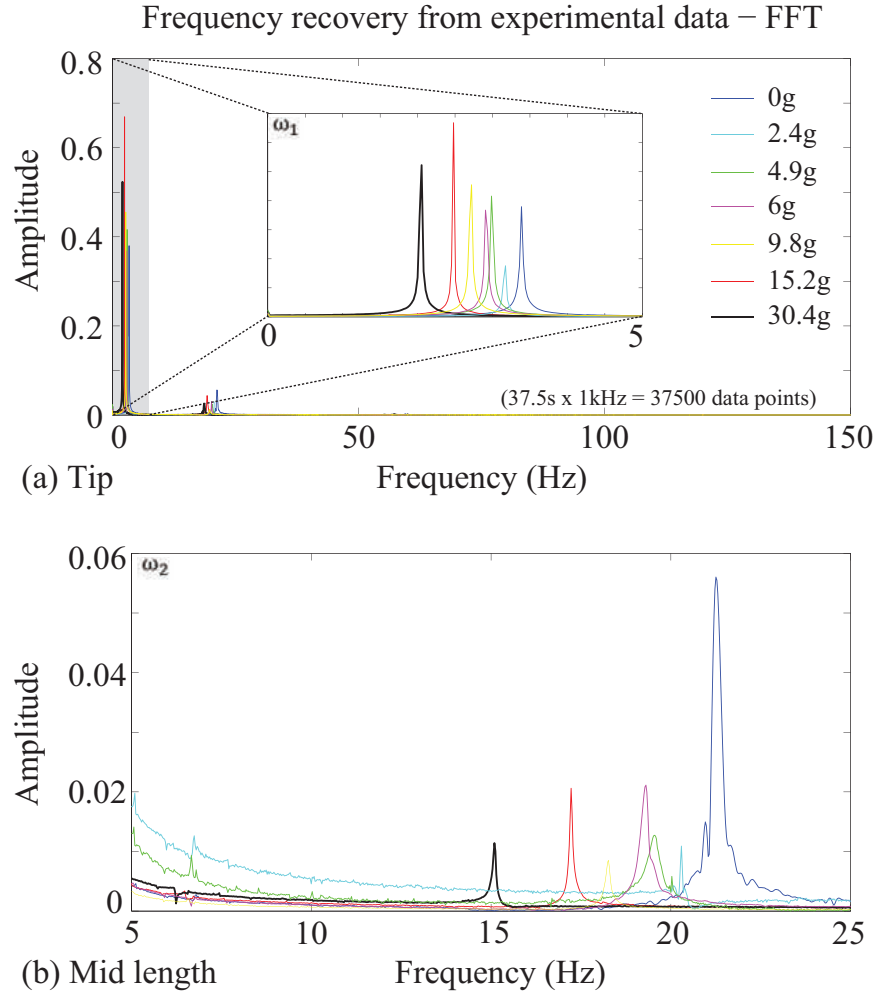 Frequency recovery from experimental data – FFT
0.8
0.6
0.4
0.2
0
Amplitude
ω1
0
5
0g
2.4g
4.9g
6g
9.8g
15.2g
30.4g
(37.5s x 1kHz = 37500 data points)
0
50
100
150
(a) Tip
Frequency (Hz)
0.06
0.04
0.02
0
Amplitude
ω2
5
10
15
20
25
(b) Mid length
Frequency (Hz)